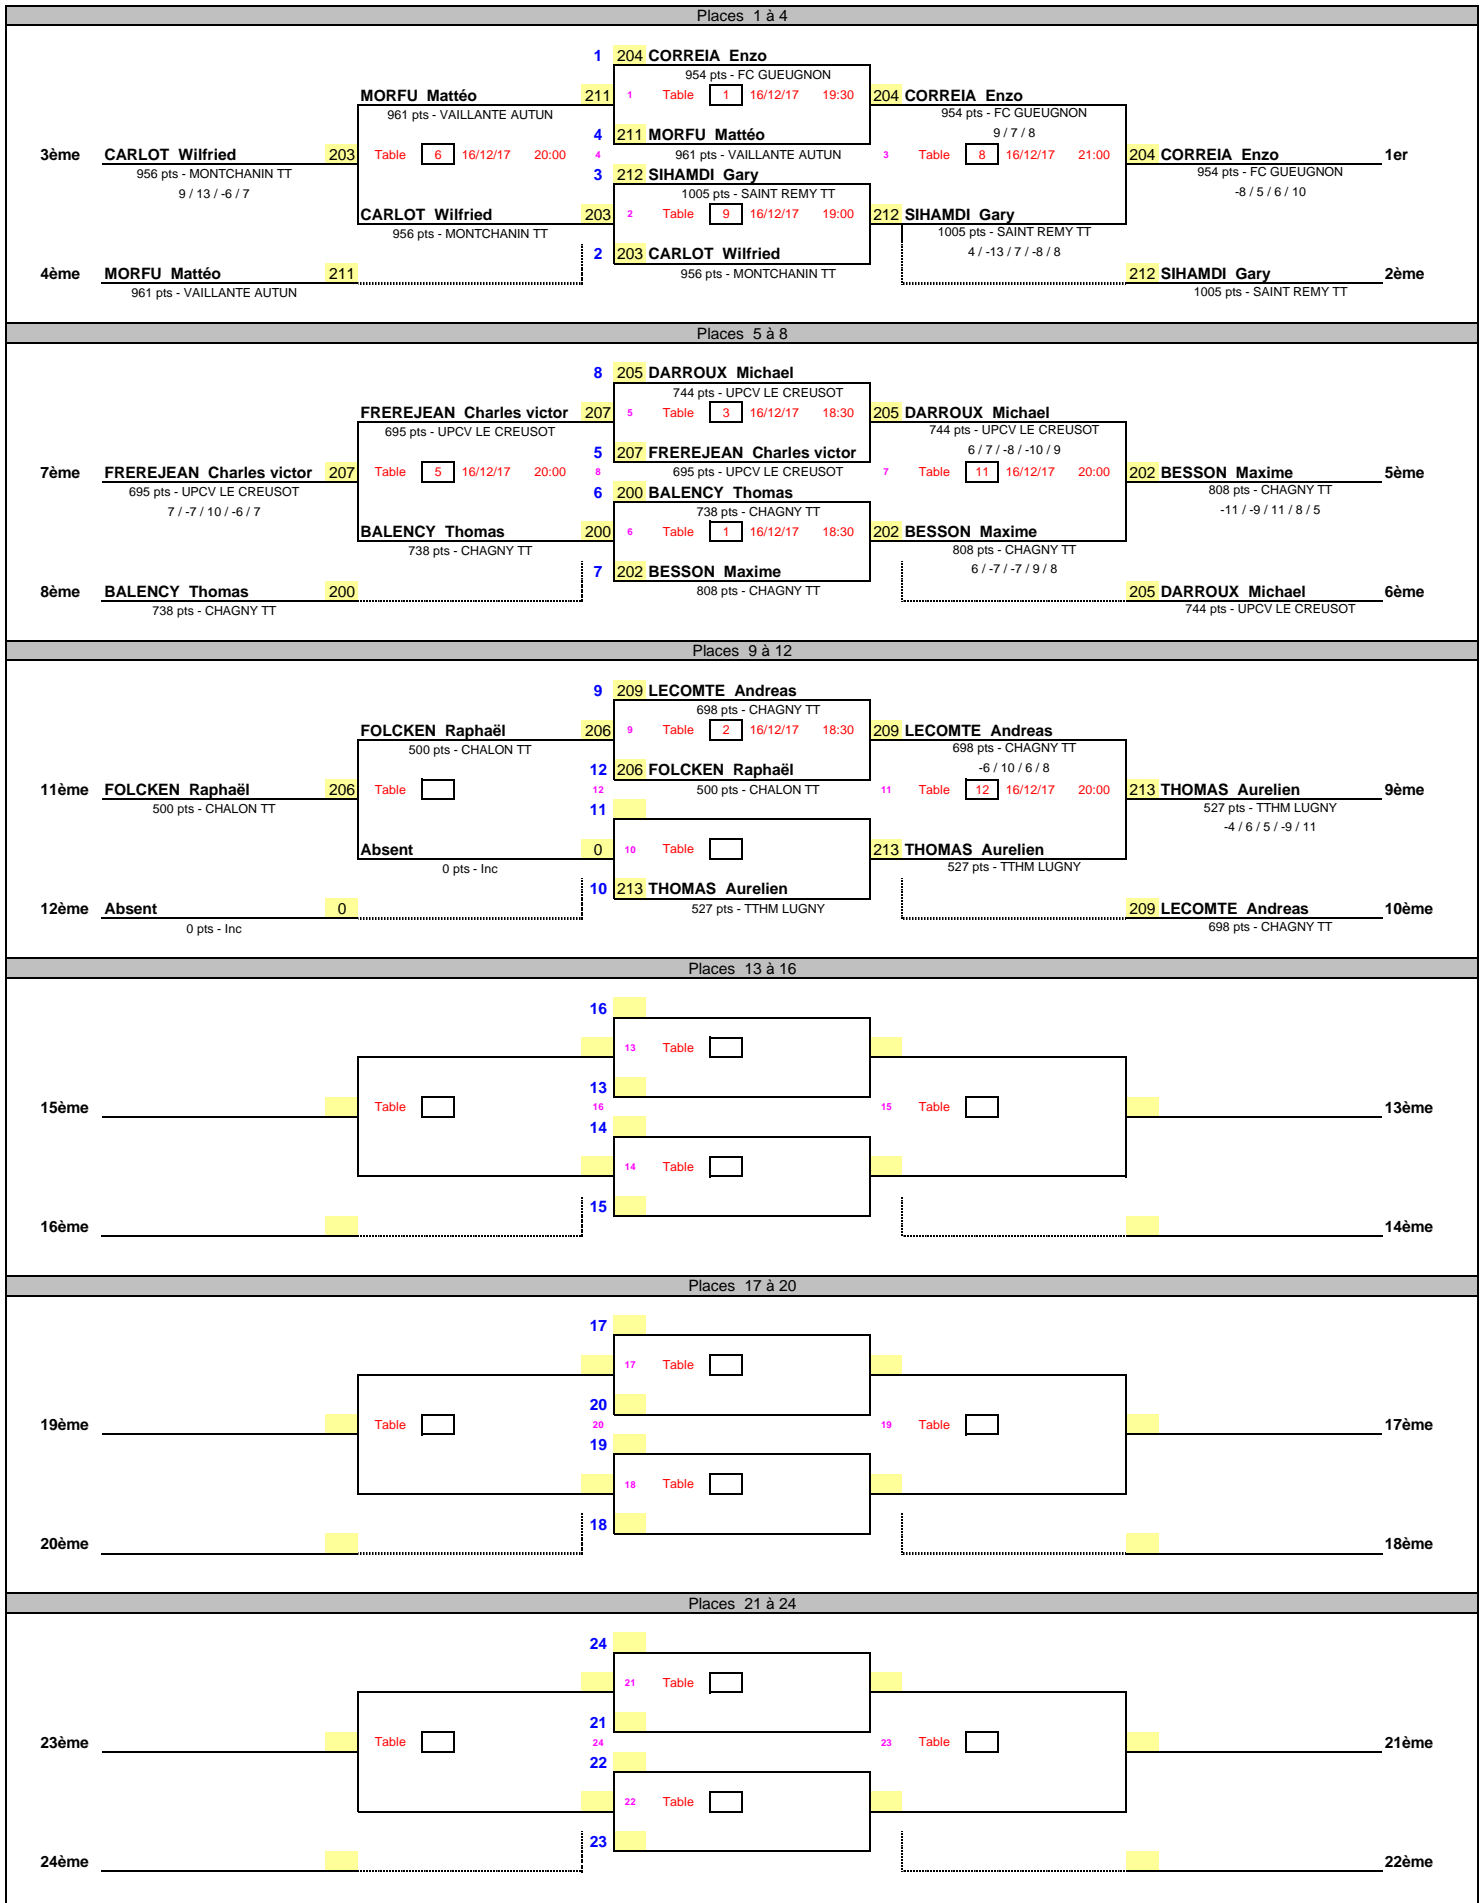 Places 1 à 4
1 204 CORREIA Enzo
954 pts - FC GUEUGNON
MORFU Mattéo 211 1 Table 1 16/12/17 19:30 204 CORREIA Enzo
961 pts - VAILLANTE AUTUN 954 pts - FC GUEUGNON
4 211 MORFU Mattéo 9 / 7 / 8
3ème CARLOT Wilfried 203 Table 6 16/12/17 20:00 4 961 pts - VAILLANTE AUTUN 3 Table 8 16/12/17 21:00 204 CORREIA Enzo 1er
956 pts - MONTCHANIN TT 3 212 SIHAMDI Gary 954 pts - FC GUEUGNON
9 / 13 / -6 / 7 1005 pts - SAINT REMY TT -8 / 5 / 6 / 10
CARLOT Wilfried 203 2 Table 9 16/12/17 19:00 212 SIHAMDI Gary
956 pts - MONTCHANIN TT 1005 pts - SAINT REMY TT
2 203 CARLOT Wilfried 4 / -13 / 7 / -8 / 8
4ème MORFU Mattéo 211 956 pts - MONTCHANIN TT 212 SIHAMDI Gary 2ème
961 pts - VAILLANTE AUTUN 1005 pts - SAINT REMY TT
Places 5 à 8
8 205 DARROUX Michael
744 pts - UPCV LE CREUSOT
FREREJEAN Charles victor 207 5 Table 3 16/12/17 18:30 205 DARROUX Michael
695 pts - UPCV LE CREUSOT 744 pts - UPCV LE CREUSOT
5 207 FREREJEAN Charles victor 6 / 7 / -8 / -10 / 9
7ème FREREJEAN Charles victor 207 Table 5 16/12/17 20:00 8 695 pts - UPCV LE CREUSOT 7 Table 11 16/12/17 20:00 202 BESSON Maxime 5ème
695 pts - UPCV LE CREUSOT 6 200 BALENCY Thomas 808 pts - CHAGNY TT
7 / -7 / 10 / -6 / 7 738 pts - CHAGNY TT -11 / -9 / 11 / 8 / 5
BALENCY Thomas 200 6 Table 1 16/12/17 18:30 202 BESSON Maxime
738 pts - CHAGNY TT 808 pts - CHAGNY TT
7 202 BESSON Maxime 6 / -7 / -7 / 9 / 8
8ème BALENCY Thomas 200 808 pts - CHAGNY TT 205 DARROUX Michael 6ème
738 pts - CHAGNY TT 744 pts - UPCV LE CREUSOT
Places 9 à 12
9 209 LECOMTE Andreas
698 pts - CHAGNY TT
FOLCKEN Raphaël 206 9 Table 2 16/12/17 18:30 209 LECOMTE Andreas
500 pts - CHALON TT 698 pts - CHAGNY TT
12 206 FOLCKEN Raphaël -6 / 10 / 6 / 8
11ème FOLCKEN Raphaël 206 Table 12 500 pts - CHALON TT 11 Table 12 16/12/17 20:00 213 THOMAS Aurelien 9ème
500 pts - CHALON TT 11 527 pts - TTHM LUGNY
-4 / 6 / 5 / -9 / 11
Absent 0 10 Table 213 THOMAS Aurelien
0 pts - Inc 527 pts - TTHM LUGNY
10 213 THOMAS Aurelien
12ème Absent 0 527 pts - TTHM LUGNY 209 LECOMTE Andreas 10ème
0 pts - Inc 698 pts - CHAGNY TT
Places 13 à 16
16
13 Table
13
15ème Table 16 15 Table 13ème
14
14 Table
15
16ème 14ème
Places 17 à 20
17
17 Table
20
19ème Table 20 19 Table 17ème
19
18 Table
18
20ème 18ème
Places 21 à 24
24
21 Table
21
23ème Table 24 23 Table 21ème
22
22 Table
23
24ème 22ème